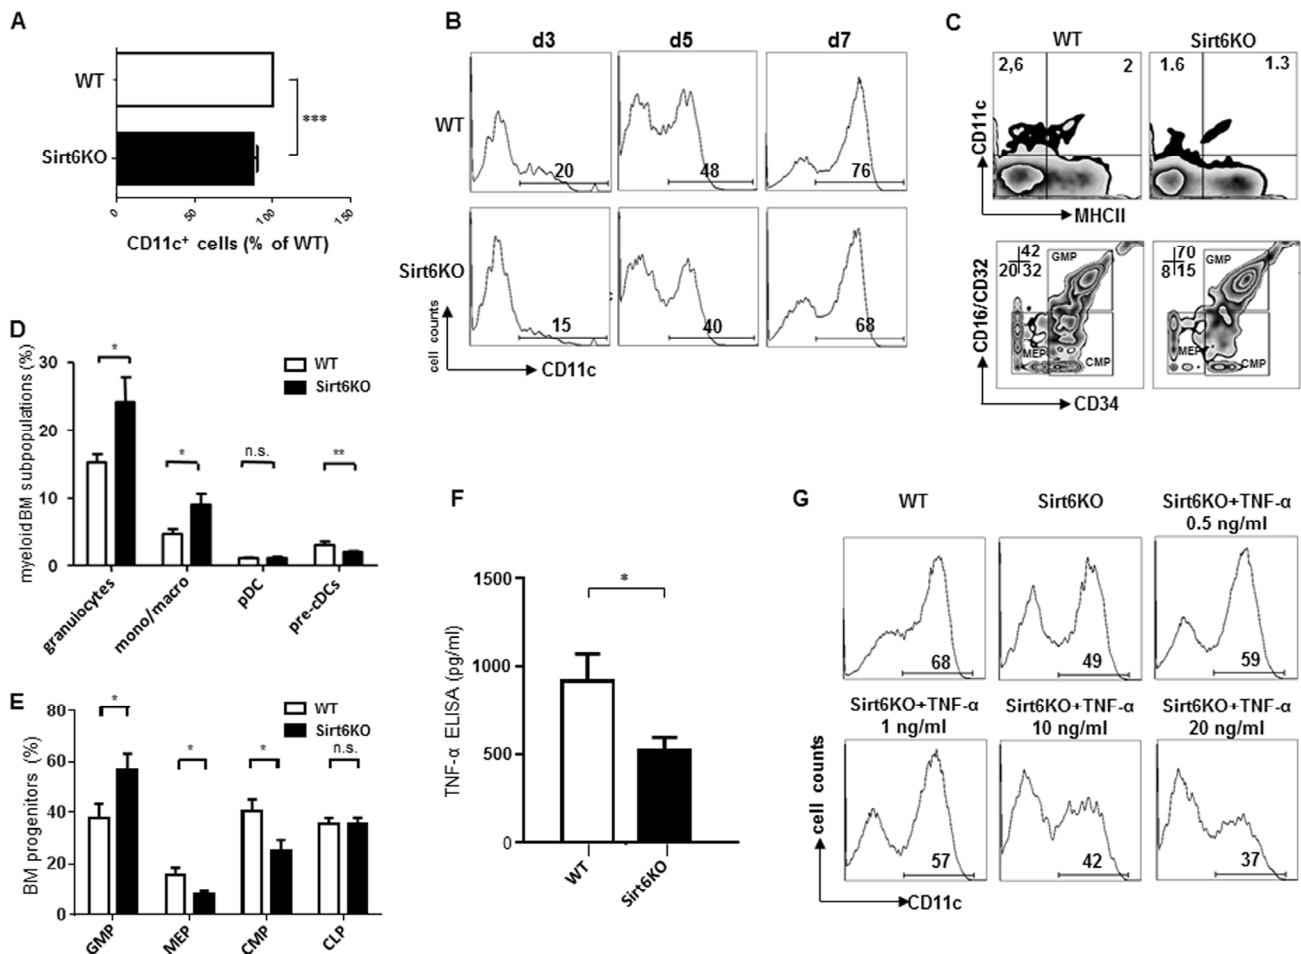 A
WT
Sirt6KO
***
0
50
100
150
CD11c⁺ cells (% of WT)
B
d3
d5
d7
WT
20
48
76
Sirt6KO
15
40
68
cell counts
CD11c
C
WT
Sirt6KO
2,6
2
1.6
1.3
CD11c
MHCII
42
20 32
GMP
MEP
CMP
70
8 15
GMP
MEP
CMP
CD16/CD32
CD34
D
myeloid BM subpopulations (%)
30
20
10
0
*
*
n.s.
**
WT
Sirt6KO
granulocytes
mono/macro
pDC
pre-cDCs
E
BM progenitors (%)
80
60
40
20
0
*
*
*
n.s.
WT
Sirt6KO
GMP
MEP
CMP
CLP
F
TNF-α ELISA (pg/ml)
1500
1000
500
0
*
WT
Sirt6KO
G
WT
Sirt6KO
Sirt6KO+TNF-α
0.5 ng/ml
68
49
59
Sirt6KO+TNF-α
1 ng/ml
Sirt6KO+TNF-α
10 ng/ml
Sirt6KO+TNF-α
20 ng/ml
57
42
37
cell counts
CD11c